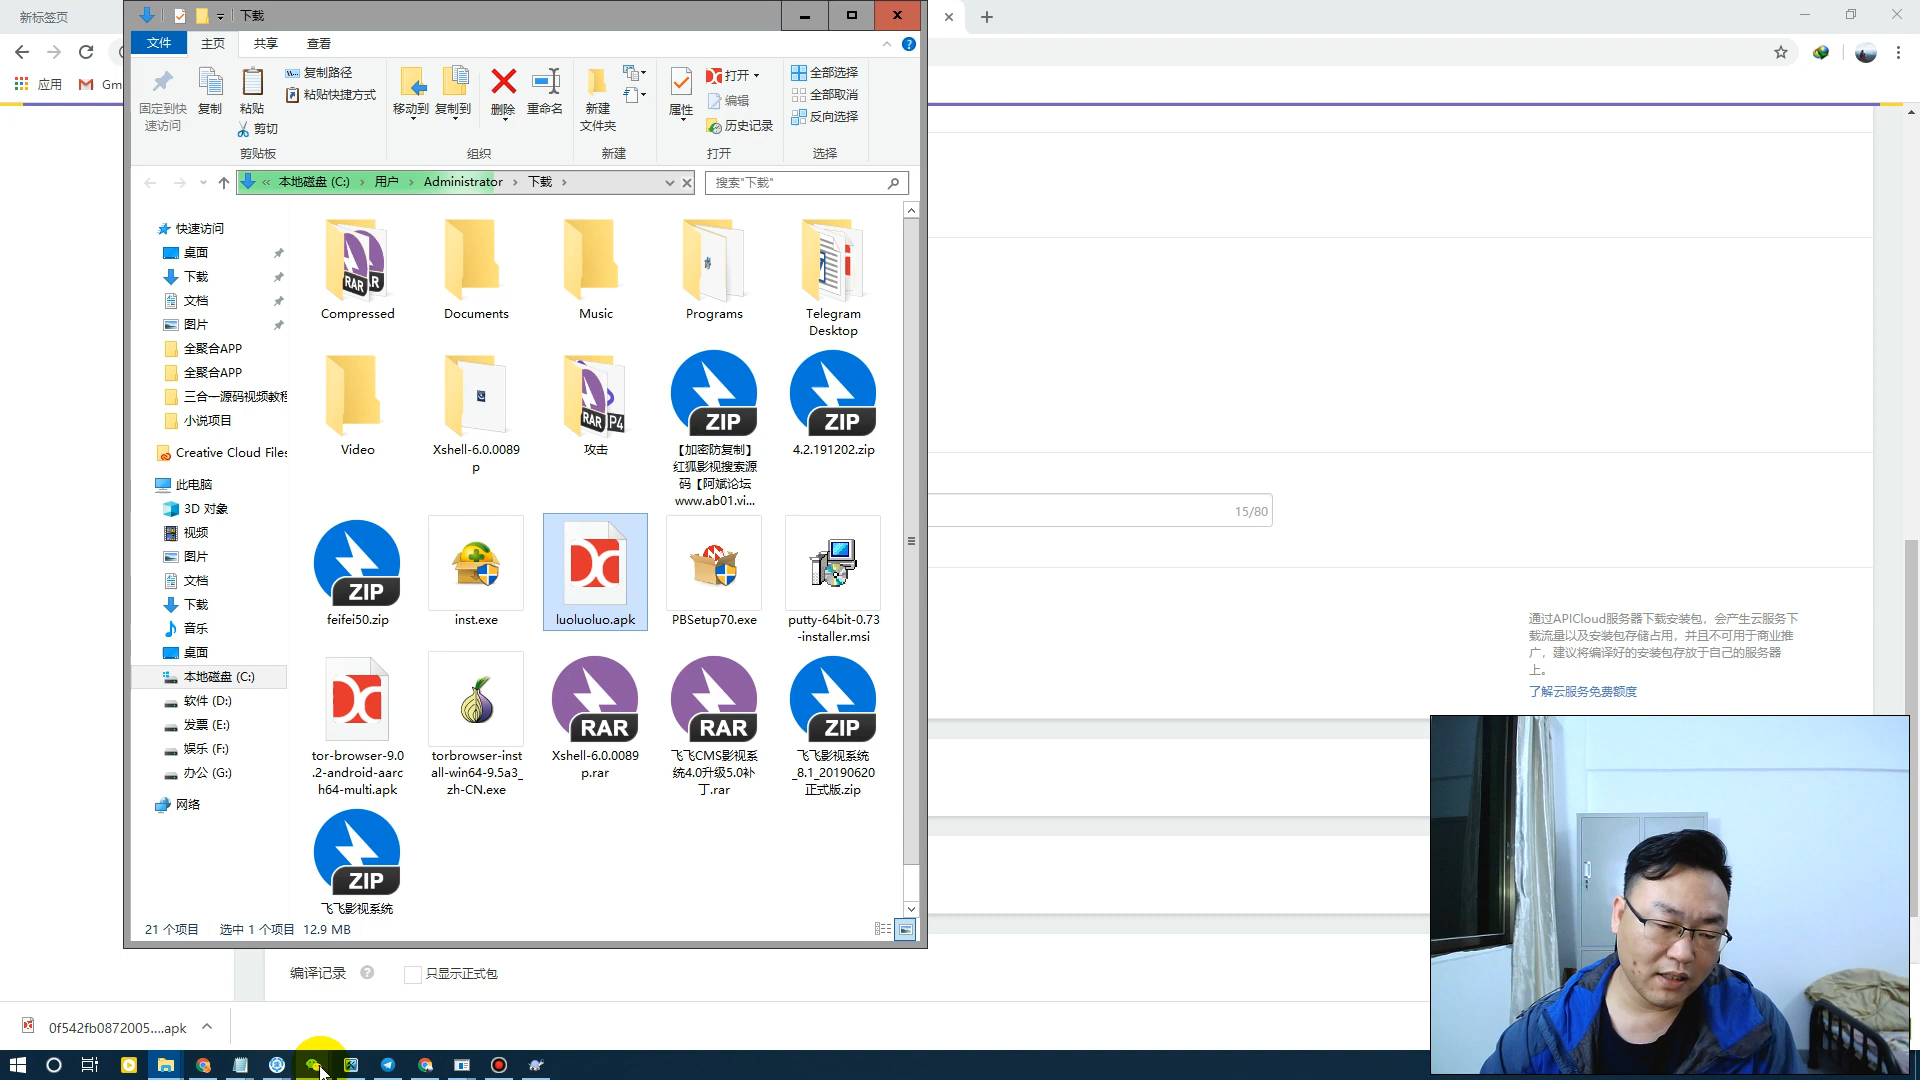 新标签页
下载
文件
主页
共享
查看
固定到快
速访问
复制
粘贴
复制路径
粘贴快捷方式
剪切
剪贴板
移动到
复制到
删除
重命名
组织
新建
文件夹
新建
属性
打开
编辑
历史记录
打开
全部选择
全部取消
反向选择
选择
应用
Gm
« 本地磁盘 (C:) › 用户 › Administrator › 下载 ›
搜索"下载"
快速访问
桌面
下载
文档
图片
全聚合APP
全聚合APP
三合一源码视频教程
小说项目
Creative Cloud Files
此电脑
3D 对象
视频
图片
文档
下载
音乐
桌面
本地磁盘 (C:)
软件 (D:)
发票 (E:)
娱乐 (F:)
办公 (G:)
网络
Compressed
Documents
Music
Programs
Telegram
Desktop
Video
Xshell-6.0.0089
p
攻击
【加密防复制】
红狐影视搜索源
码【阿斌论坛
www.ab01.vi...
4.2.191202.zip
feifei50.zip
inst.exe
luoluoluo.apk
PBSetup70.exe
putty-64bit-0.73
-installer.msi
tor-browser-9.0
.2-android-aarc
h64-multi.apk
torbrowser-inst
all-win64-9.5a3_
zh-CN.exe
Xshell-6.0.0089
p.rar
飞飞CMS影视系
统4.0升级5.0补
丁.rar
飞飞影视系统
_8.1_20190620
正式版.zip
飞飞影视系统
RAR
RAR
RAR
P4
ZIP
ZIP
ZIP
RAR
RAR
ZIP
ZIP
21 个项目
选中 1 个项目 12.9 MB
15/80
通过APICloud服务器下载安装包，会产生云服务下
载流量以及安装包存储占用，并且不可用于商业推
广，建议将编译好的安装包存放于自己的服务器
上。
了解云服务免费额度
编译记录
只显示正式包
0f542fb0872005....apk